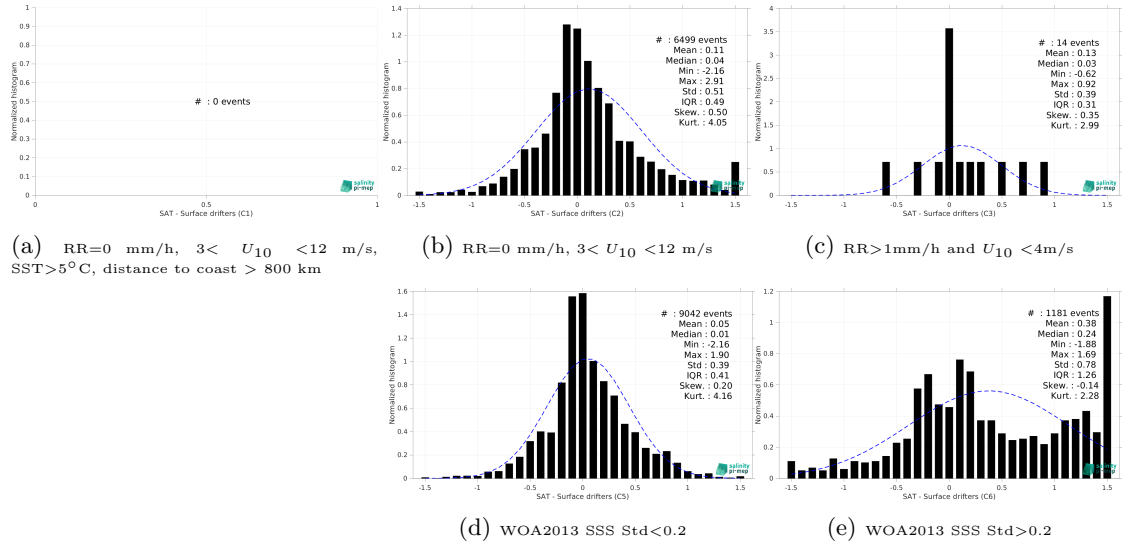 Normalized histogram
1
0.9
0.8
0.7
0.6
0.5
0.4
0.3
0.2
0.1
0
0 0.5 1
# : 0 events
salinity
pi-mep
SAT - Surface drifters (C1)
(a) RR=0 mm/h, 3< U10 <12 m/s,
SST>5°C, distance to coast > 800 km
Normalized histogram
1.4
1.2
1
0.8
0.6
0.4
0.2
0
-1.5 -1 -0.5 0 0.5 1 1.5
# : 6499 events
Mean : 0.11
Median : 0.04
Min : -2.16
Max : 2.91
Std : 0.51
IQR : 0.49
Skew. : 0.50
Kurt. : 4.05
salinity
pi-mep
SAT - Surface drifters (C2)
(b) RR=0 mm/h, 3< U10 <12 m/s
Normalized histogram
4
3.5
3
2.5
2
1.5
1
0.5
0
-1.5 -1 -0.5 0 0.5 1 1.5
# : 14 events
Mean : 0.13
Median : 0.03
Min : -0.62
Max : 0.92
Std : 0.39
IQR : 0.31
Skew. : 0.35
Kurt. : 2.99
salinity
pi-mep
SAT - Surface drifters (C3)
(c) RR>1mm/h and U10 <4m/s
Normalized histogram
1.6
1.4
1.2
1
0.8
0.6
0.4
0.2
0
-1.5 -1 -0.5 0 0.5 1 1.5
# : 9042 events
Mean : 0.05
Median : 0.01
Min : -2.16
Max : 1.90
Std : 0.39
IQR : 0.41
Skew. : 0.20
Kurt. : 4.16
salinity
pi-mep
SAT - Surface drifters (C5)
(d) WOA2013 SSS Std<0.2
Normalized histogram
1.2
1
0.8
0.6
0.4
0.2
0
-1.5 -1 -0.5 0 0.5 1 1.5
# : 1181 events
Mean : 0.38
Median : 0.24
Min : -1.88
Max : 1.69
Std : 0.78
IQR : 1.26
Skew. : -0.14
Kurt. : 2.28
salinity
pi-mep
SAT - Surface drifters (C6)
(e) WOA2013 SSS Std>0.2